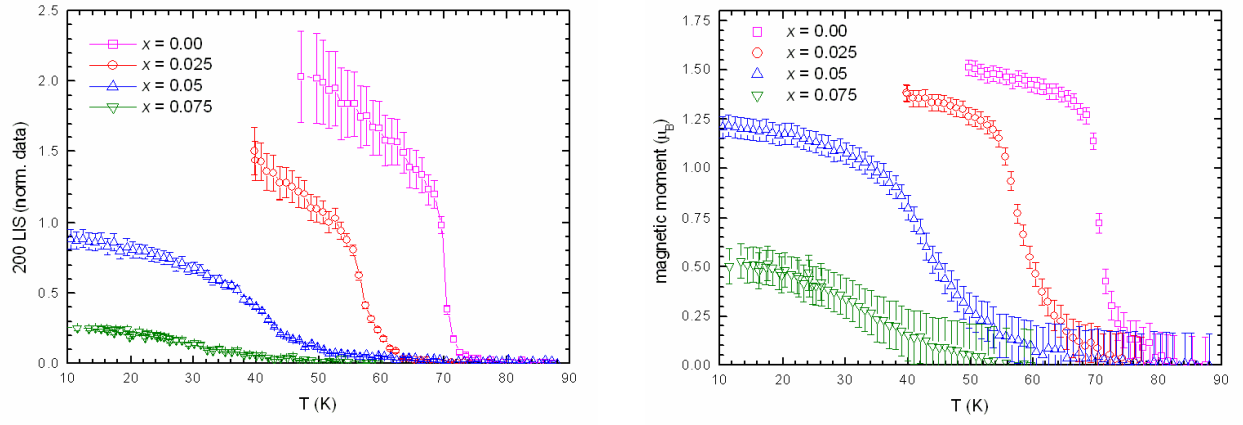 2.5
2.0
1.5
1.0
0.5
0.0
200 LIS (norm. data)
x = 0.00
x = 0.025
x = 0.05
x = 0.075
10 20 30 40 50 60 70 80 90
T (K)
1.75
1.50
1.25
1.00
0.75
0.50
0.25
0.00
magnetic moment (μB)
x = 0.00
x = 0.025
x = 0.05
x = 0.075
10 20 30 40 50 60 70 80 90
T (K)